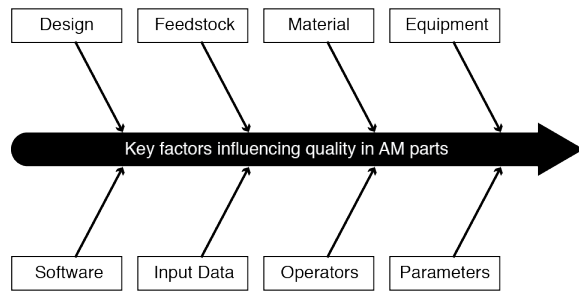 Design
Feedstock
Material
Equipment
Key factors influencing quality in AM parts
Software
Input Data
Operators
Parameters